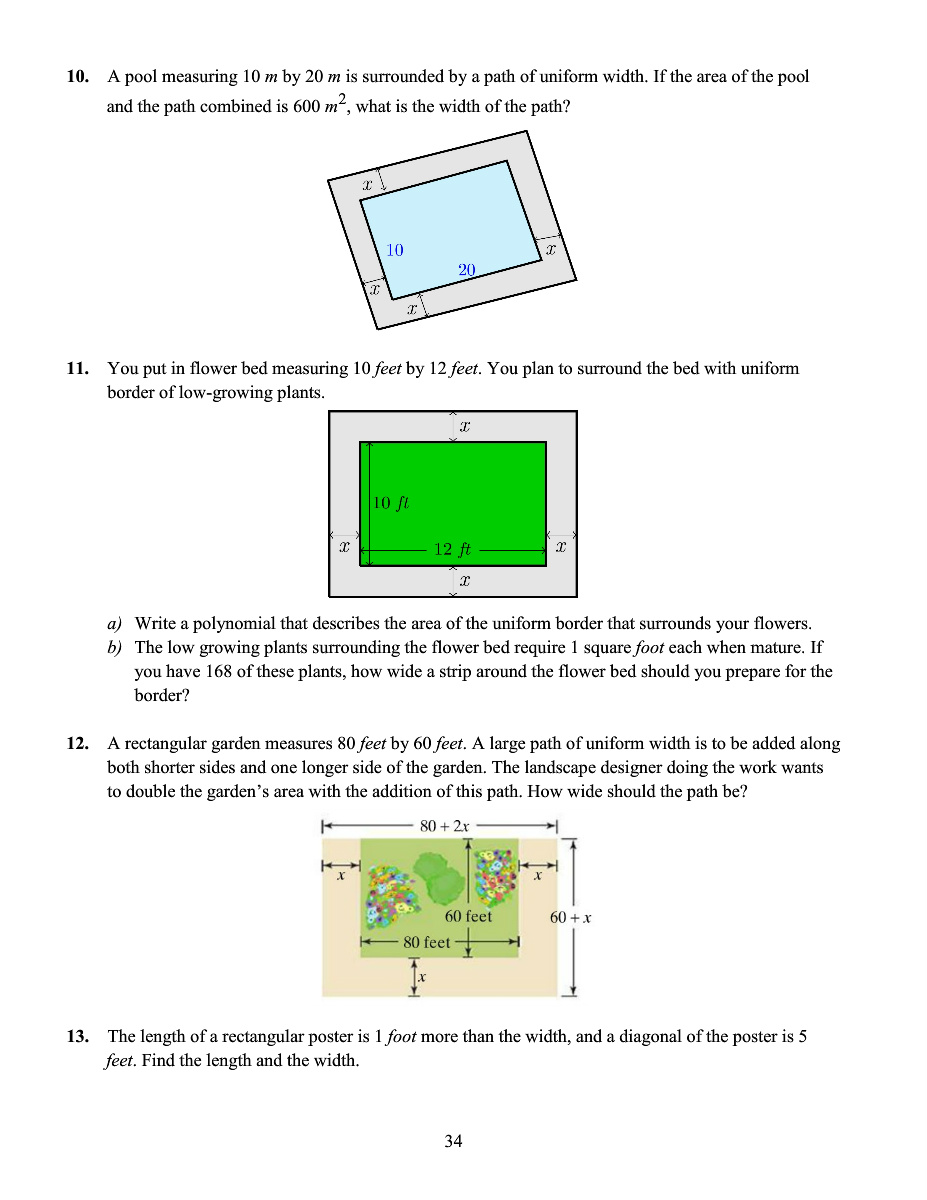 10. A pool measuring 10 m by 20 m is surrounded by a path of uniform width. If the area of the pool
and the path combined is 600 m², what is the width of the path?
x
10
x
20
x
x
11. You put in flower bed measuring 10 feet by 12 feet. You plan to surround the bed with uniform
border of low-growing plants.
x
10 ft
x
12 ft
x
x
a) Write a polynomial that describes the area of the uniform border that surrounds your flowers.
b) The low growing plants surrounding the flower bed require 1 square foot each when mature. If
you have 168 of these plants, how wide a strip around the flower bed should you prepare for the
border?
12. A rectangular garden measures 80 feet by 60 feet. A large path of uniform width is to be added along
both shorter sides and one longer side of the garden. The landscape designer doing the work wants
to double the garden’s area with the addition of this path. How wide should the path be?
80 + 2x
x
x
60 feet
60 + x
80 feet
x
13. The length of a rectangular poster is 1 foot more than the width, and a diagonal of the poster is 5
feet. Find the length and the width.
34